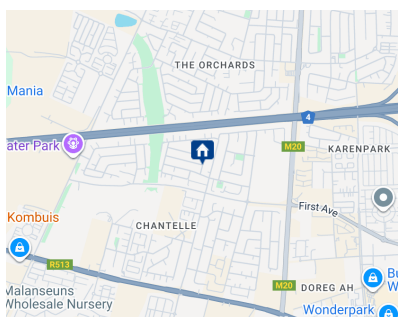 THE ORCHARDS
Mania
4
ater Park
M20
KARENPARK
First Ave
Kombuis
CHANTELLE
R513
Malanseuns
Wholesale Nursery
M20
DOREG AH
Bu
W
Wonderpark